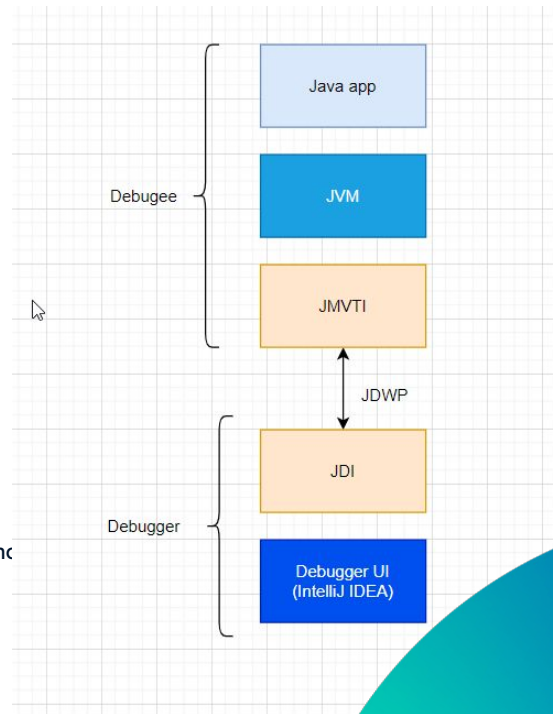 Java app
Debugee
JVM
JMVTI
JDWP
JDI
Debugger
Debugger UI
(IntelliJ IDEA)